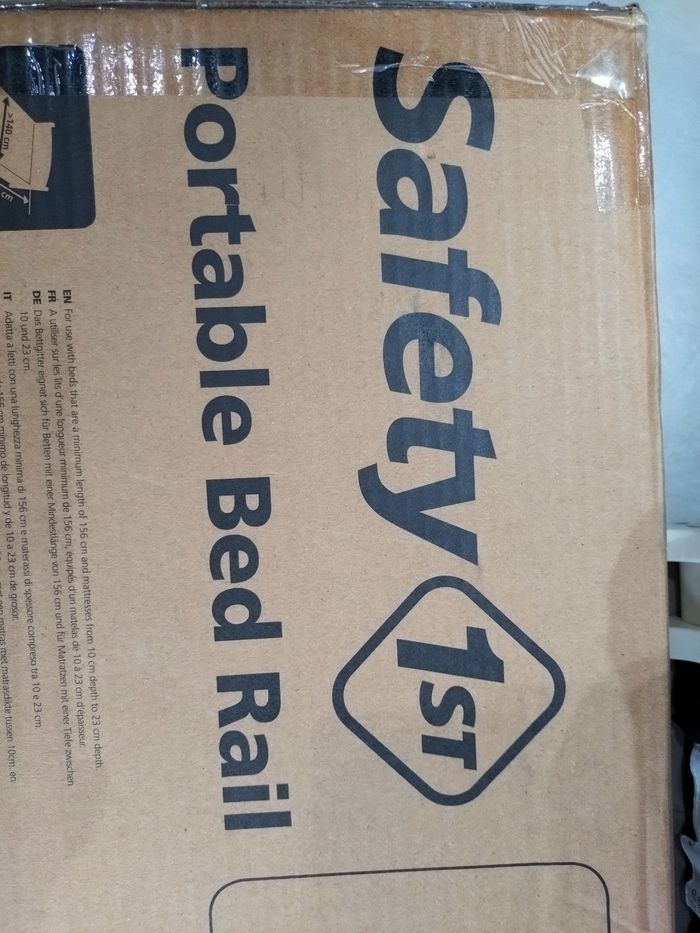 Safety 1ST
Portable Bed Rail
>140 cm
cm
EN For use with beds that are a minimum length of 156 cm and mattresses from 10 cm depth to 23 cm depth.
FR A utiliser sur les lits d'une longueur minimum de 156 cm, équipés d'un matelas de 10 à 23 cm d'épaisseur.
DE Das Bettgitter eignet sich für Betten mit einer Mindestlänge von 156 cm und für Matratzen mit einer Tiefe zwischen
10 und 23 cm.
IT Adatta a letti con una lunghezza minima di 156 cm e materassi di spessore compreso tra 10 e 23 cm.
de 156 cm mínimo de longitud y de 10 a 23 cm de grosor.
met een matras met matrasdikte tussen 10cm. en